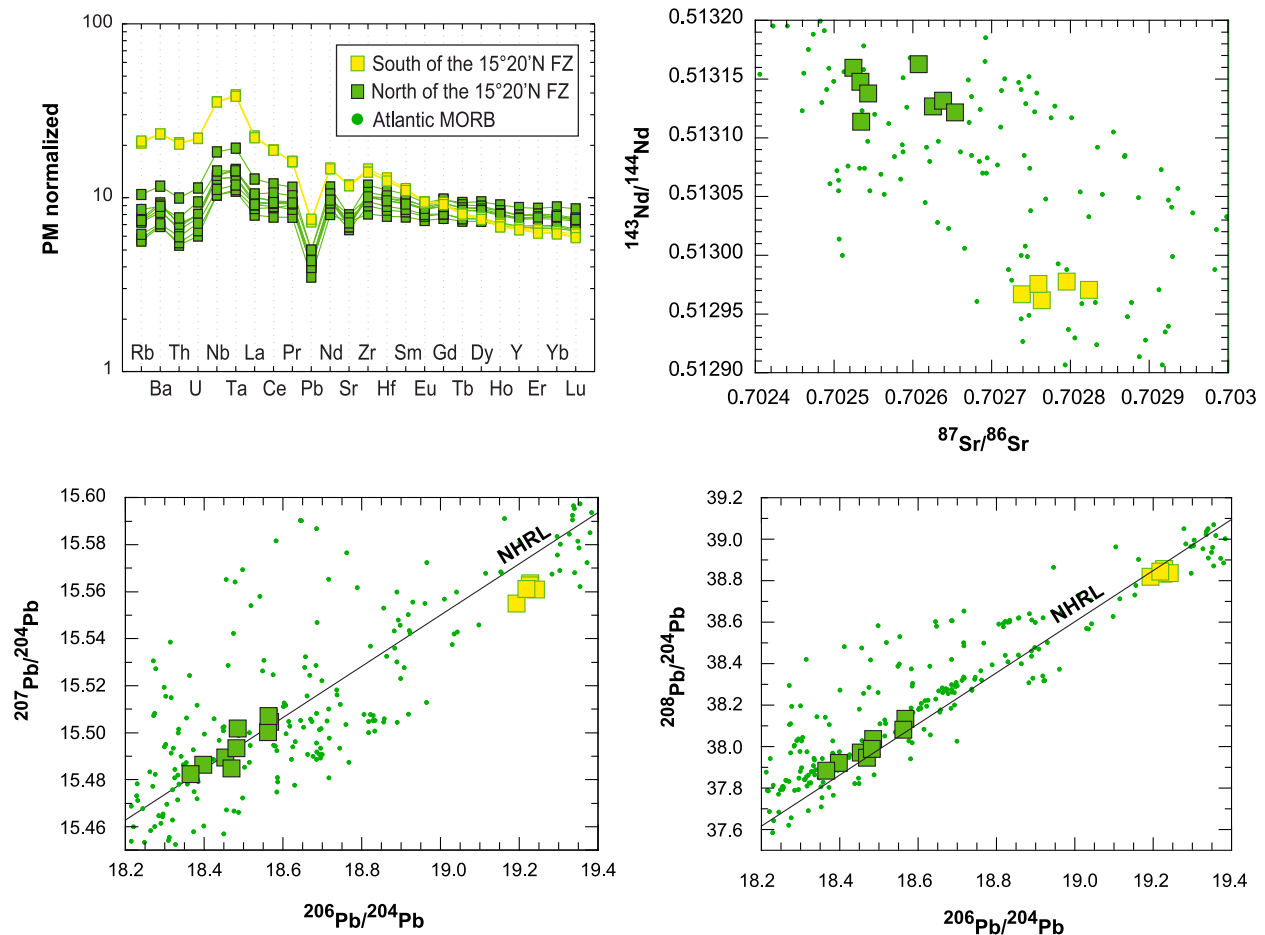 100
10
1
PM normalized
South of the 15°20'N FZ
North of the 15°20'N FZ
Atlantic MORB
Rb Th Nb La Pr Nd Zr Sm Gd Dy Y Yb
Ba U Ta Ce Pb Sr Hf Eu Tb Ho Er Lu
0.51320
0.51315
0.51310
0.51305
0.51300
0.51295
0.51290
143Nd/144Nd
0.7024 0.7025 0.7026 0.7027 0.7028 0.7029 0.703
87Sr/86Sr
15.60
15.58
15.56
15.54
15.52
15.50
15.48
15.46
207Pb/204Pb
NHRL
18.2 18.4 18.6 18.8 19.0 19.2 19.4
206Pb/204Pb
39.2
39.0
38.8
38.6
38.4
38.2
38.0
37.8
37.6
208Pb/204Pb
NHRL
18.2 18.4 18.6 18.8 19.0 19.2 19.4
206Pb/204Pb